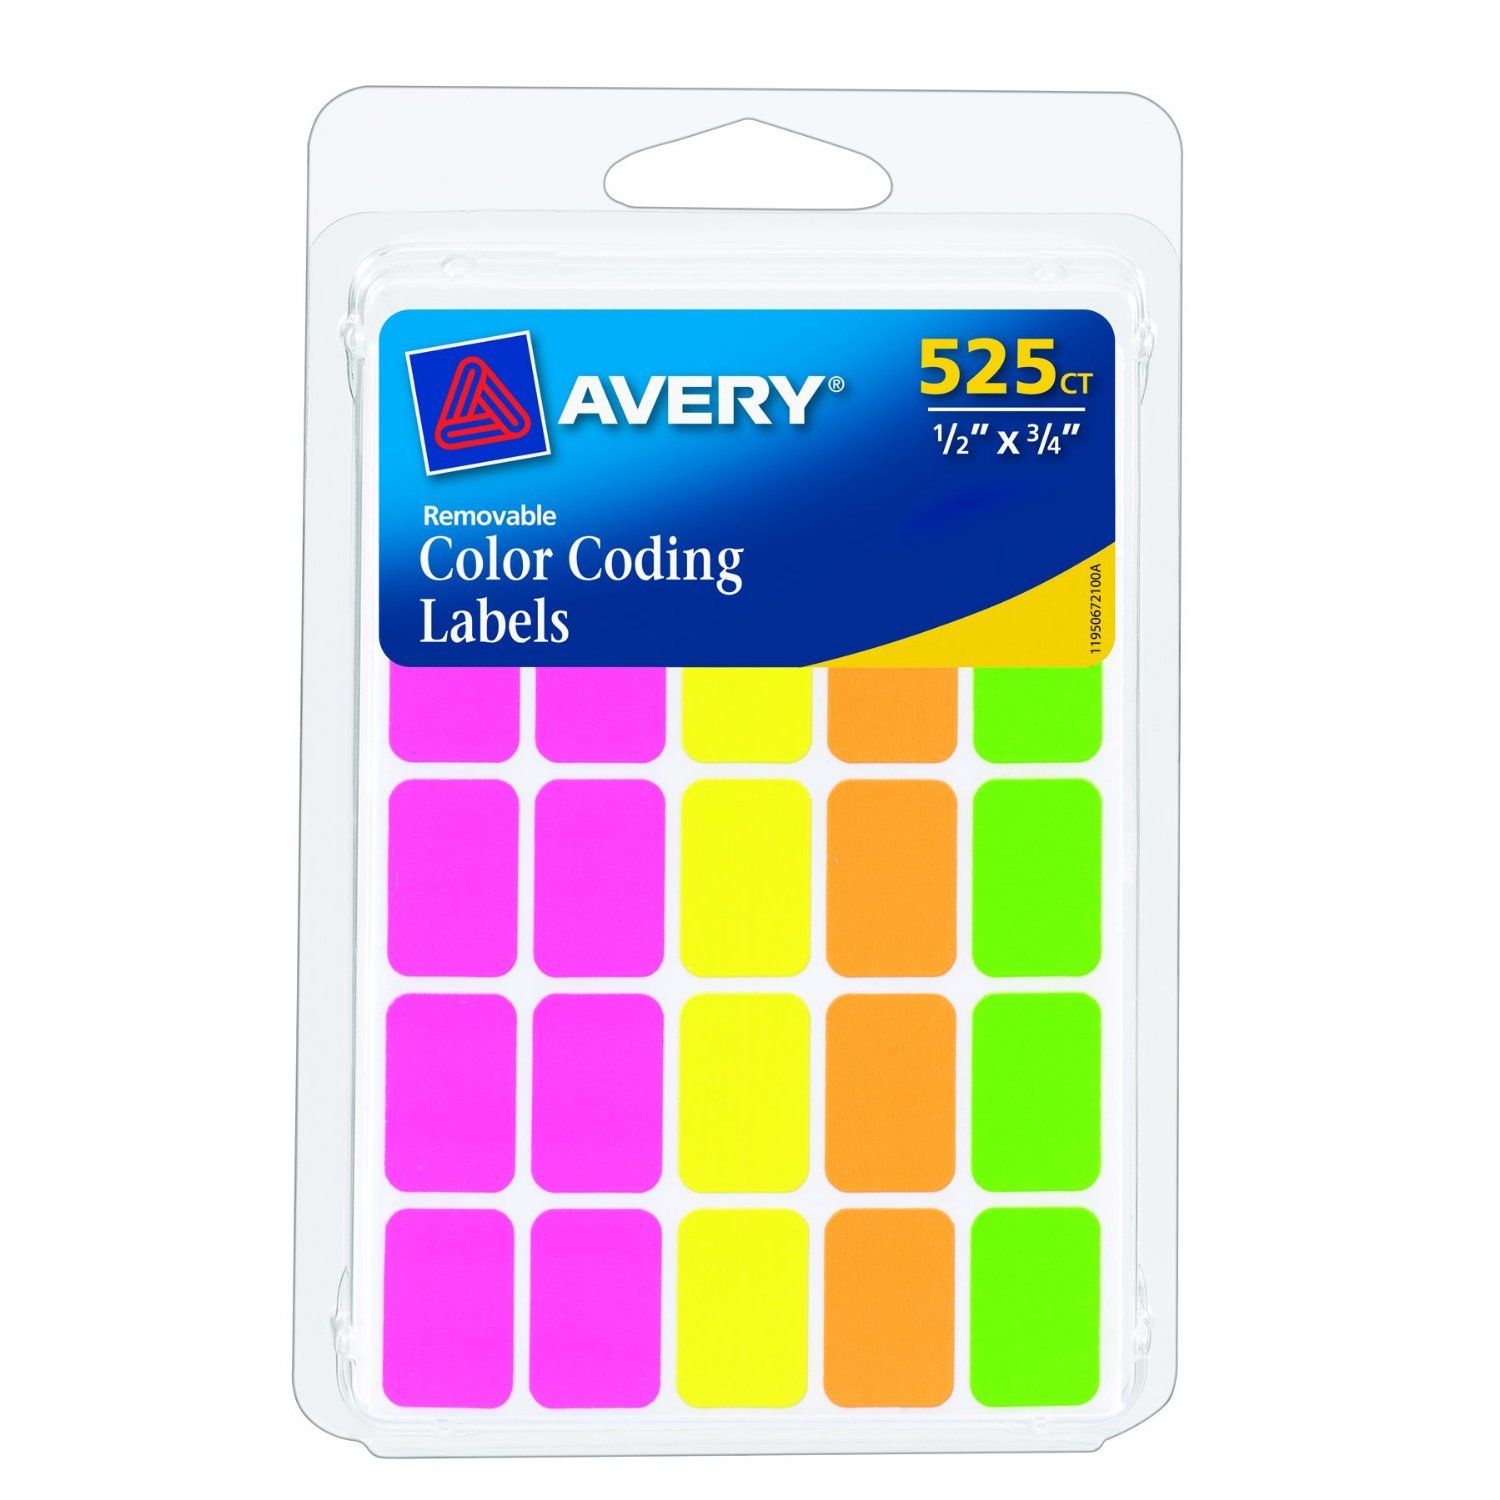 AVERY®
525CT
1/2" x 3/4"
Removable
Color Coding
Labels
11950672100A